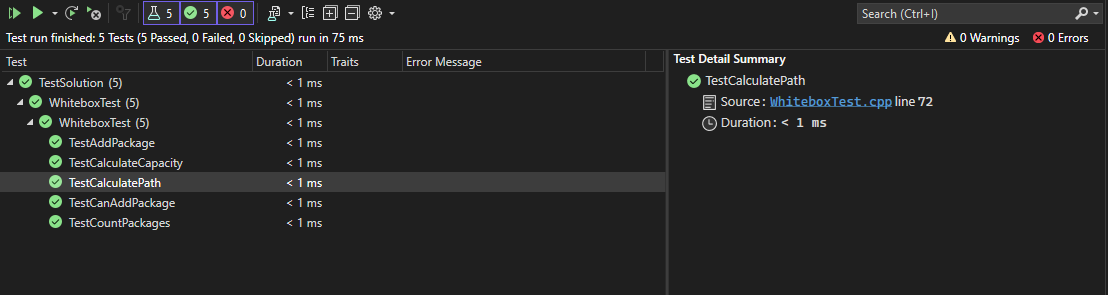 5 5 0
Search (Ctrl+I)
Test run finished: 5 Tests (5 Passed, 0 Failed, 0 Skipped) run in 75 ms
0 Warnings 0 Errors
Test Duration Traits Error Message
TestSolution (5) < 1 ms
WhiteboxTest (5) < 1 ms
WhiteboxTest (5) < 1 ms
TestAddPackage < 1 ms
TestCalculateCapacity < 1 ms
TestCalculatePath < 1 ms
TestCanAddPackage < 1 ms
TestCountPackages < 1 ms
Test Detail Summary
TestCalculatePath
Source: WhiteboxTest.cpp line 72
Duration: < 1 ms